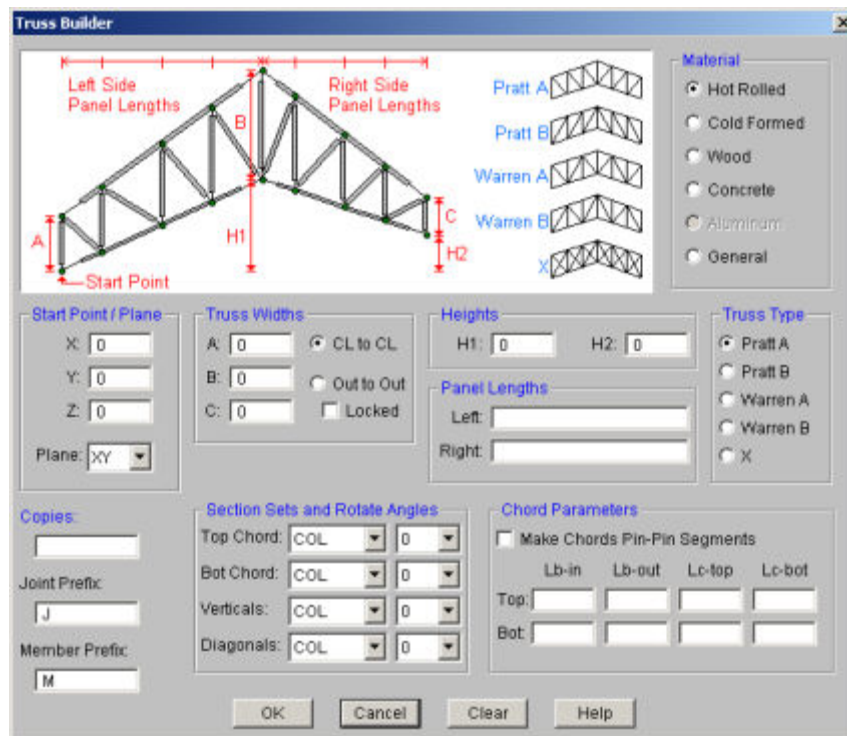 Truss Builder
Left Side
Panel Lengths
Right Side
Panel Lengths
B
A
H1
C
H2
Start Point
Pratt A
Pratt B
Warren A
Warren B
X
Material
Hot Rolled
Cold Formed
Wood
Concrete
Aluminum
General
Start Point / Plane
X: 0
Y: 0
Z: 0
Plane: XY
Truss Widths
A: 0
B: 0
C: 0
CL to CL
Out to Out
Locked
Heights
H1: 0 H2: 0
Panel Lengths
Left:
Right:
Truss Type
Pratt A
Pratt B
Warren A
Warren B
X
Copies:
Joint Prefix:
J
Member Prefix:
M
Section Sets and Rotate Angles
Top Chord: COL 0
Bot Chord: COL 0
Verticals: COL 0
Diagonals: COL 0
Chord Parameters
Make Chords Pin-Pin Segments
Lb-in Lb-out Lc-top Lc-bot
Top:
Bot:
OK Cancel Clear Help